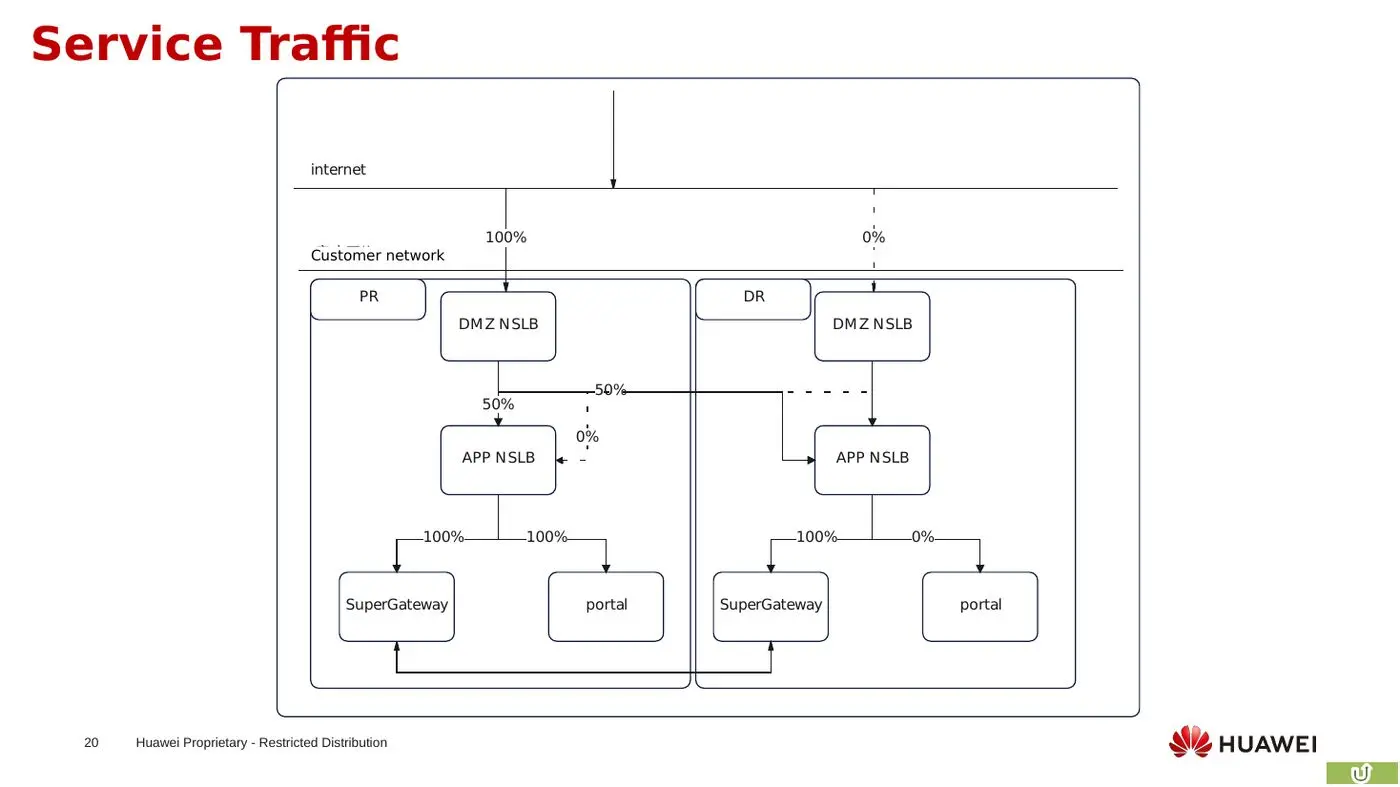 Service Traffic
internet
100%
0%
Customer network
PR
DR
DMZ NSLB
DMZ NSLB
50%
50%
0%
APP NSLB
APP NSLB
100%
100%
100%
0%
SuperGateway
portal
SuperGateway
portal
20
Huawei Proprietary - Restricted Distribution
HUAWEI